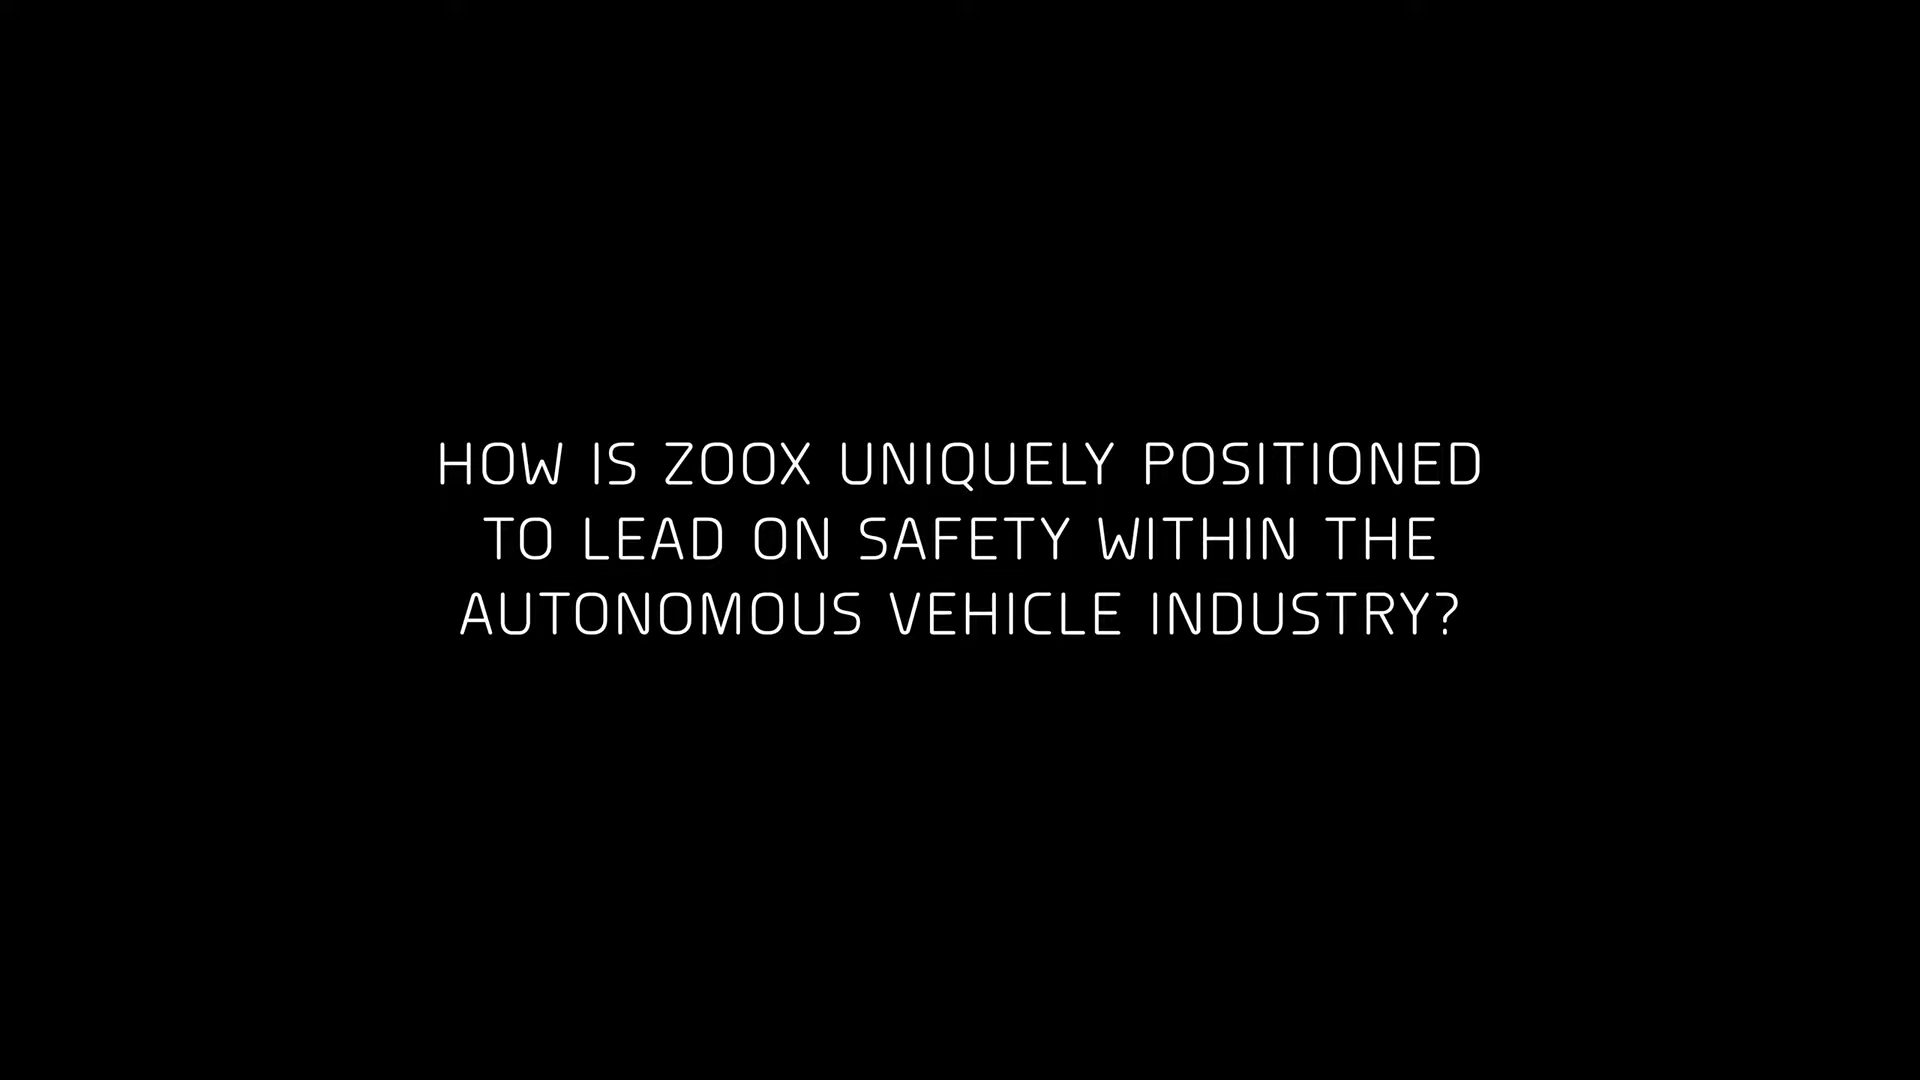 HOW IS ZOOX UNIQUELY POSITIONED
TO LEAD ON SAFETY WITHIN THE
AUTONOMOUS VEHICLE INDUSTRY?